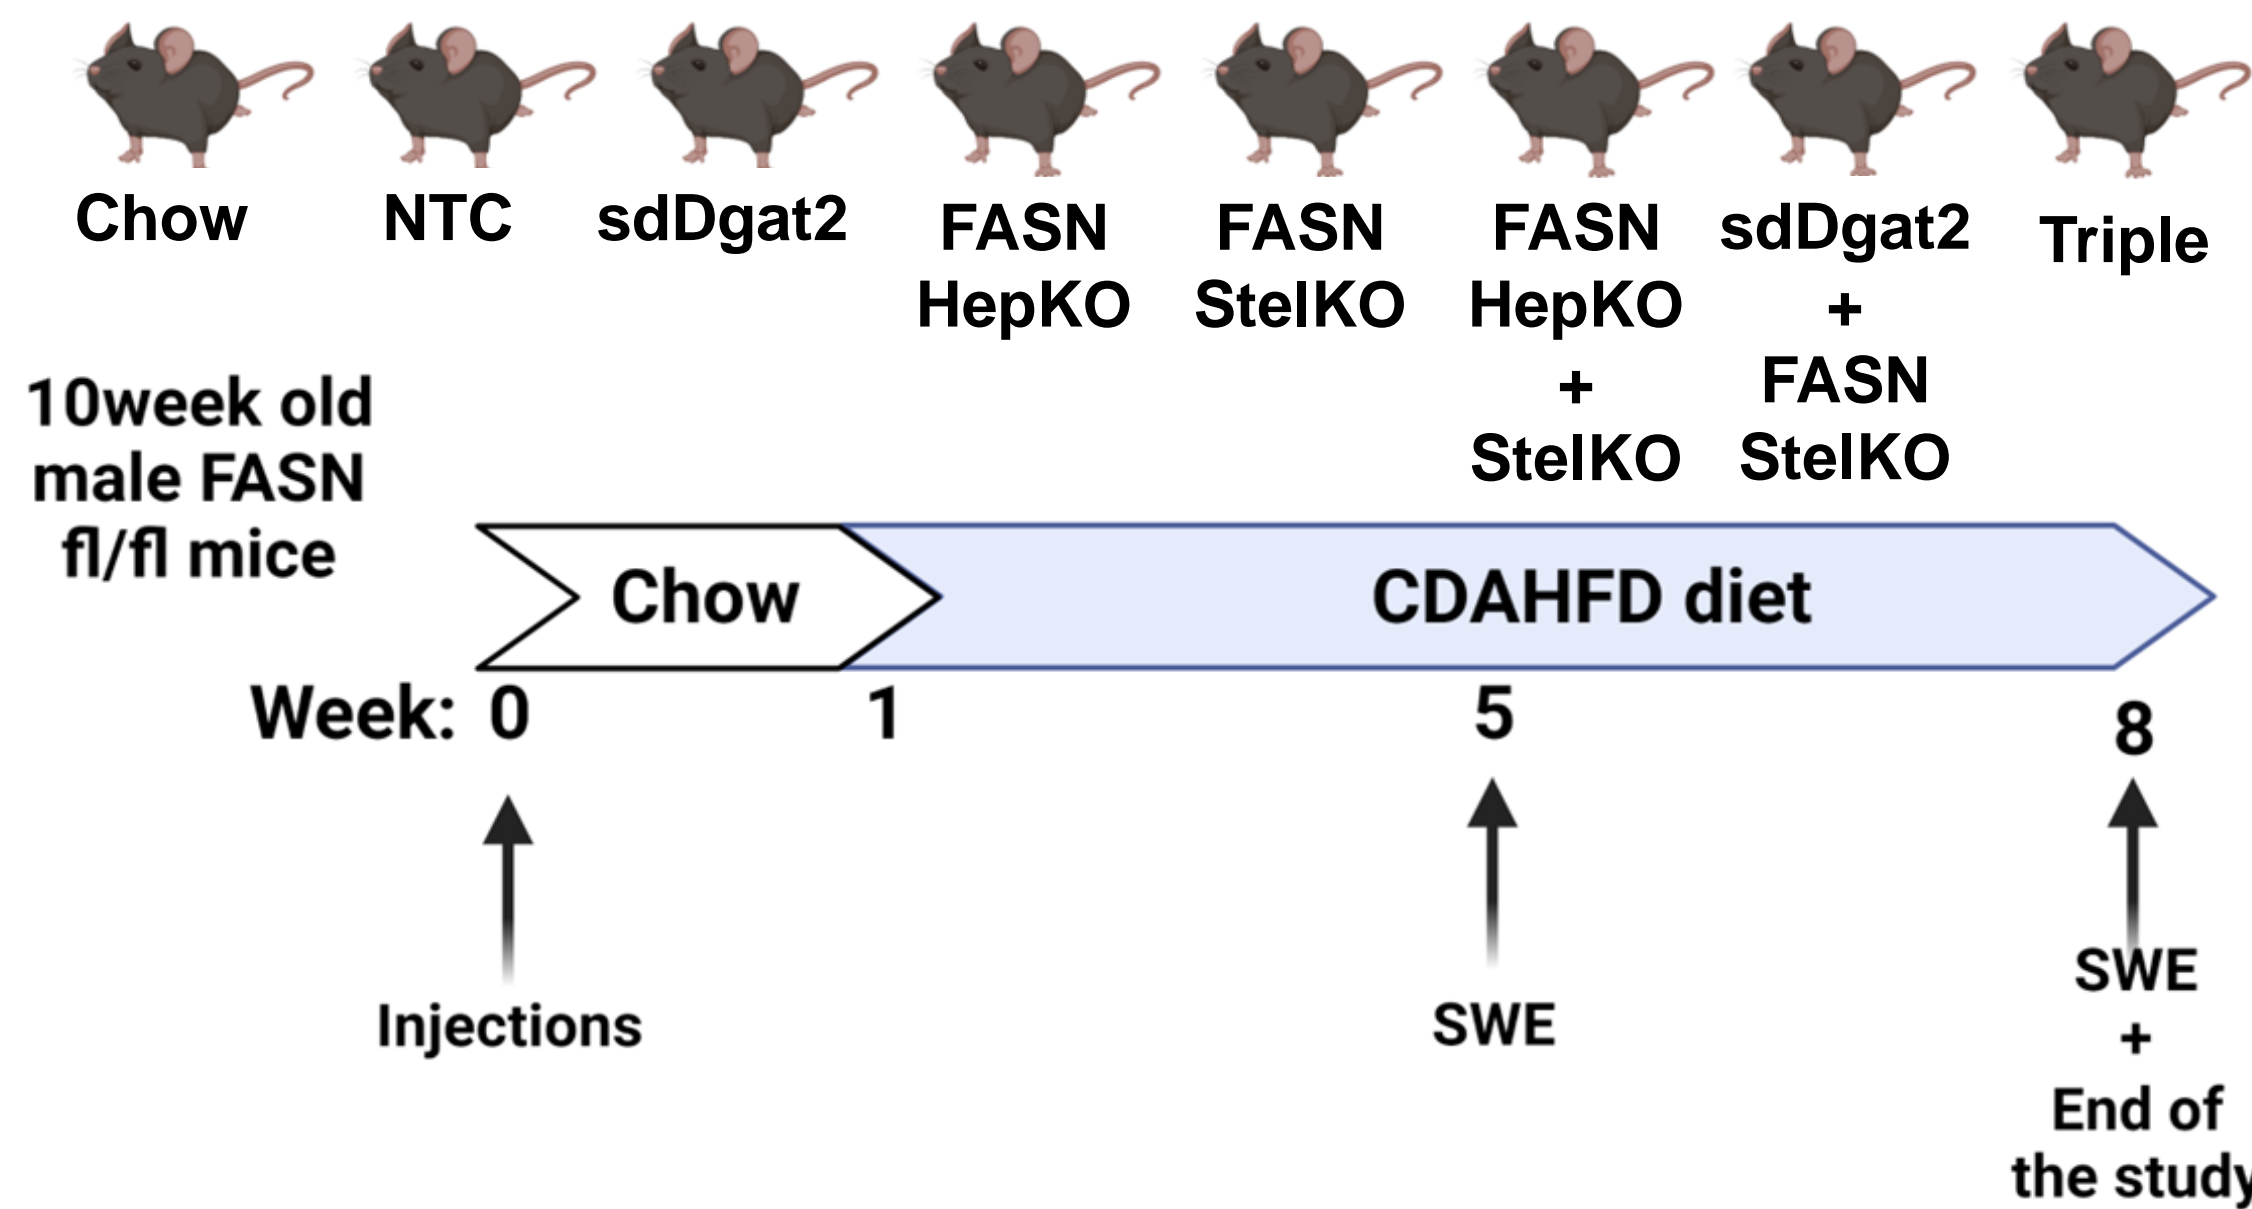 Chow
NTC
sdDgat2
FASN
HepKO
FASN
StelKO
FASN
HepKO
+
StelKO
sdDgat2
+
FASN
StelKO
Triple
10week old
male FASN
fl/fl mice
Chow
CDAHFD diet
Week: 0 1 5 8
Injections
SWE
SWE
+
End of
the study